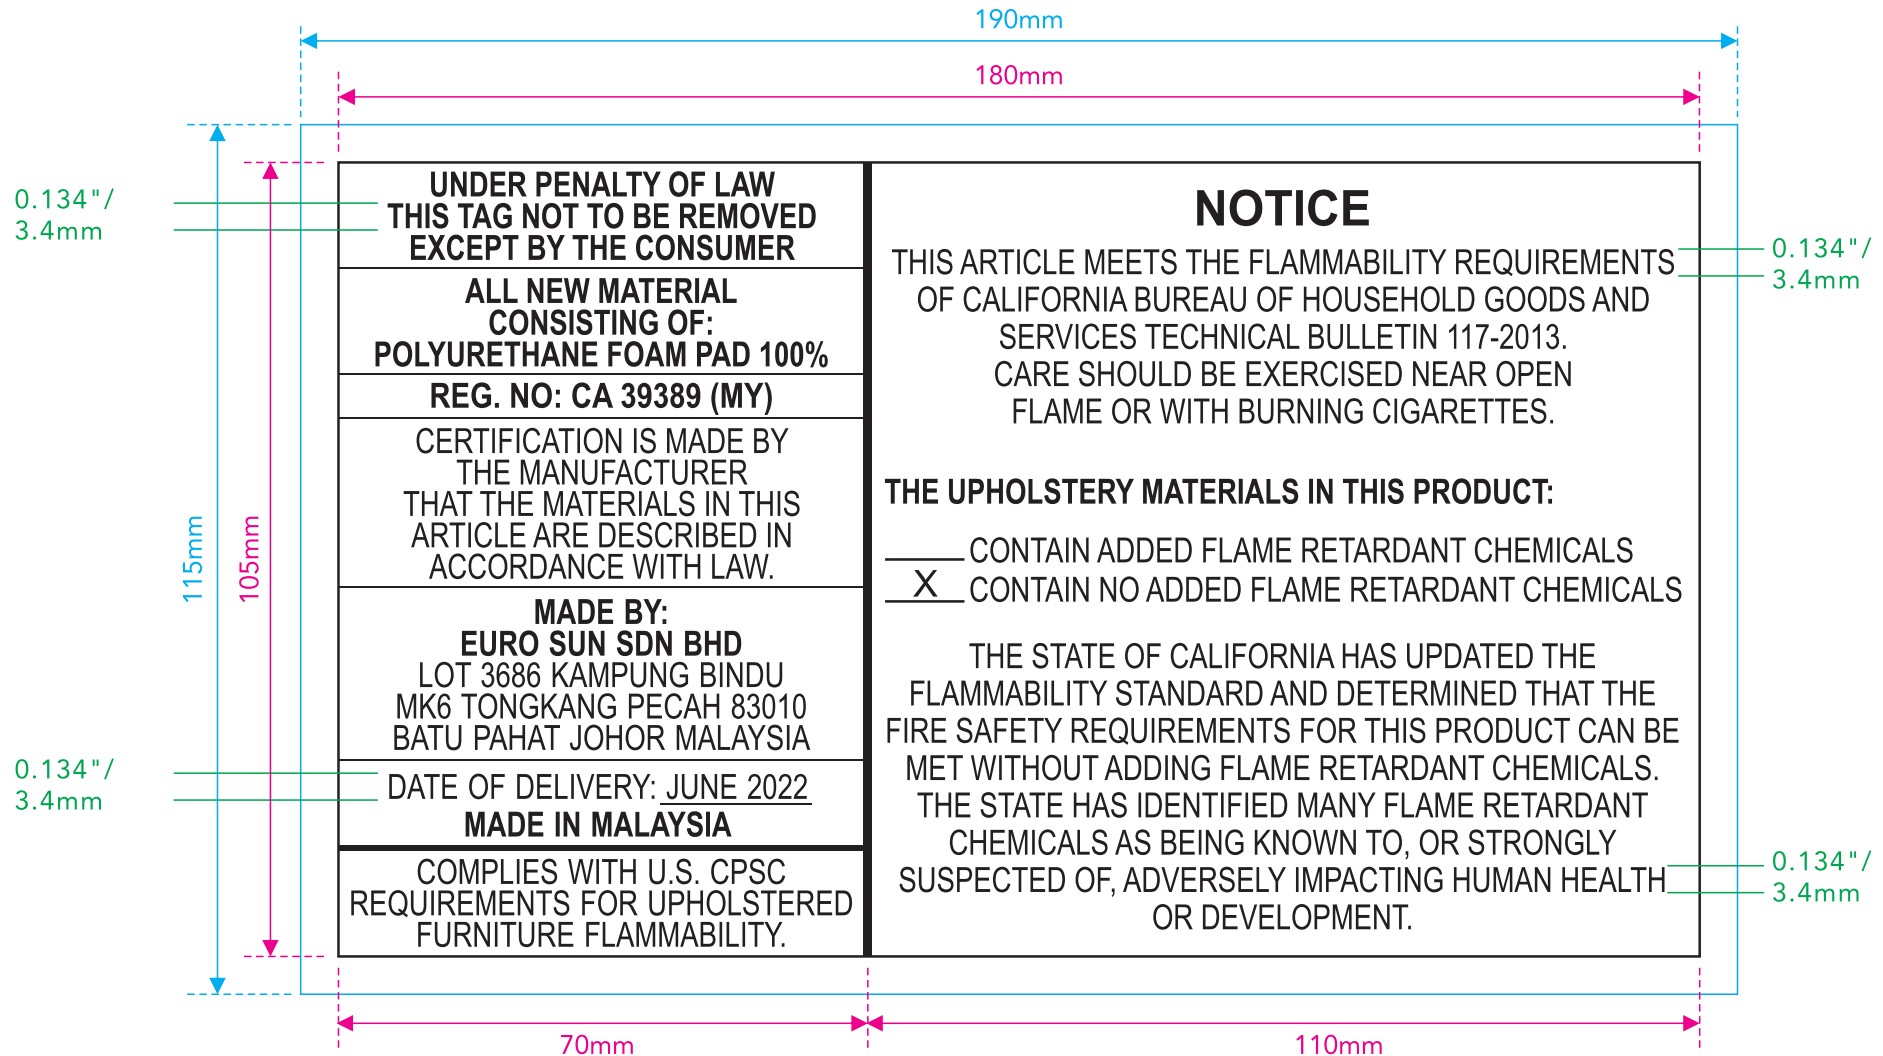 190mm
180mm
115mm
105mm
0.134"/
3.4mm
UNDER PENALTY OF LAW
THIS TAG NOT TO BE REMOVED
EXCEPT BY THE CONSUMER
ALL NEW MATERIAL
CONSISTING OF:
POLYURETHANE FOAM PAD 100%
REG. NO: CA 39389 (MY)
CERTIFICATION IS MADE BY
THE MANUFACTURER
THAT THE MATERIALS IN THIS
ARTICLE ARE DESCRIBED IN
ACCORDANCE WITH LAW.
MADE BY:
EURO SUN SDN BHD
LOT 3686 KAMPUNG BINDU
MK6 TONGKANG PECAH 83010
BATU PAHAT JOHOR MALAYSIA
0.134"/
3.4mm
DATE OF DELIVERY: JUNE 2022
MADE IN MALAYSIA
COMPLIES WITH U.S. CPSC
REQUIREMENTS FOR UPHOLSTERED
FURNITURE FLAMMABILITY.
NOTICE
THIS ARTICLE MEETS THE FLAMMABILITY REQUIREMENTS
OF CALIFORNIA BUREAU OF HOUSEHOLD GOODS AND
SERVICES TECHNICAL BULLETIN 117-2013.
CARE SHOULD BE EXERCISED NEAR OPEN
FLAME OR WITH BURNING CIGARETTES.
0.134"/
3.4mm
THE UPHOLSTERY MATERIALS IN THIS PRODUCT:
_____ CONTAIN ADDED FLAME RETARDANT CHEMICALS
X CONTAIN NO ADDED FLAME RETARDANT CHEMICALS
THE STATE OF CALIFORNIA HAS UPDATED THE
FLAMMABILITY STANDARD AND DETERMINED THAT THE
FIRE SAFETY REQUIREMENTS FOR THIS PRODUCT CAN BE
MET WITHOUT ADDING FLAME RETARDANT CHEMICALS.
THE STATE HAS IDENTIFIED MANY FLAME RETARDANT
CHEMICALS AS BEING KNOWN TO, OR STRONGLY
SUSPECTED OF, ADVERSELY IMPACTING HUMAN HEALTH
OR DEVELOPMENT.
0.134"/
3.4mm
70mm
110mm